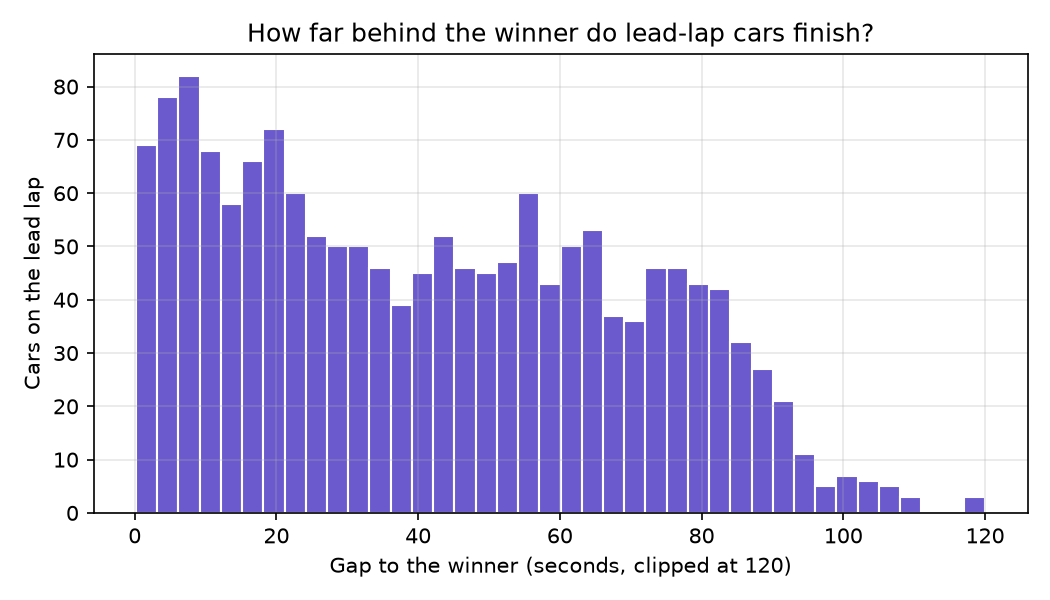 How far behind the winner do lead-lap cars finish?
Cars on the lead lap
80
70
60
50
40
30
20
10
0
0 20 40 60 80 100 120
Gap to the winner (seconds, clipped at 120)